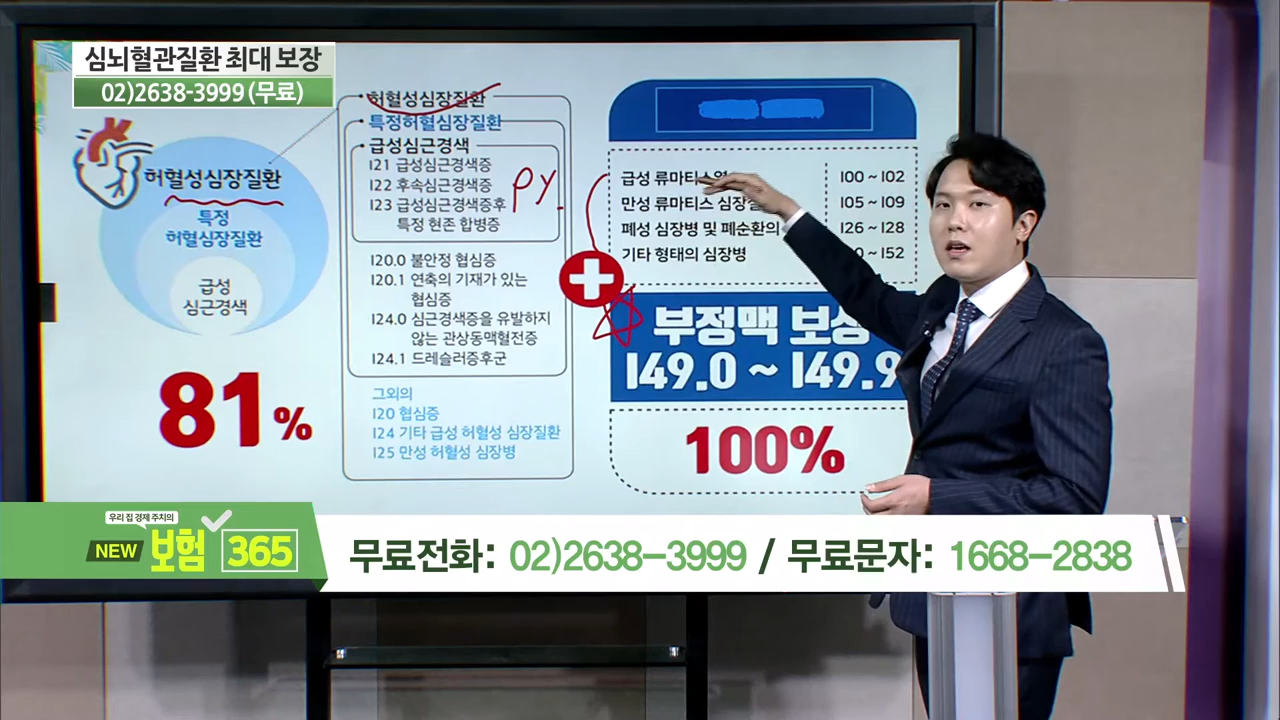 심뇌혈관질환 최대 보장
02)2638-3999 (무료)
허혈성심장질환
특정
허혈심장질환
급성
심근경색
81%
허혈성심장질환
특정허혈심장질환
급성심근경색
I21 급성심근경색증
I22 후속심근경색증
I23 급성심근경색증후
특정 현존 합병증
PY
I20.0 불안정 협심증
I20.1 연축의 기재가 있는
협심증
I24.0 심근경색증을 유발하지
않는 관상동맥혈전증
I24.1 드레슬러증후군
그외의
I20 협심증
I24 기타 급성 허혈성 심장질환
I25 만성 허혈성 심장병
급성 류마티스열 I00 ~ I02
만성 류마티스 심장 I05 ~ I09
폐성 심장병 및 폐순환의 I26 ~ I28
기타 형태의 심장병 ~ I52
부정맥 보상
I49.0 ~ I49.9
100%
우리 집 경제 주치의
NEW 보험 365
무료전화: 02)2638-3999 / 무료문자: 1668-2838